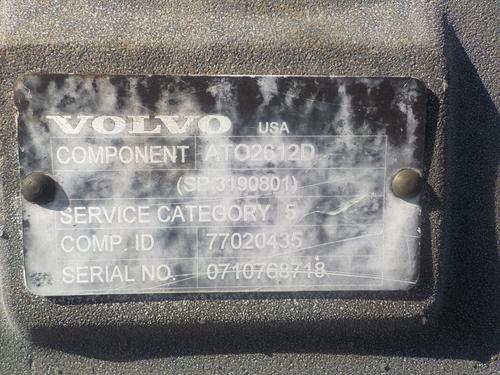 VOLVO USA
COMPONENT ATO2612D
(SP 3190801)
SERVICE CATEGORY 5
COMP. ID 77020435
SERIAL NO. 0710768718